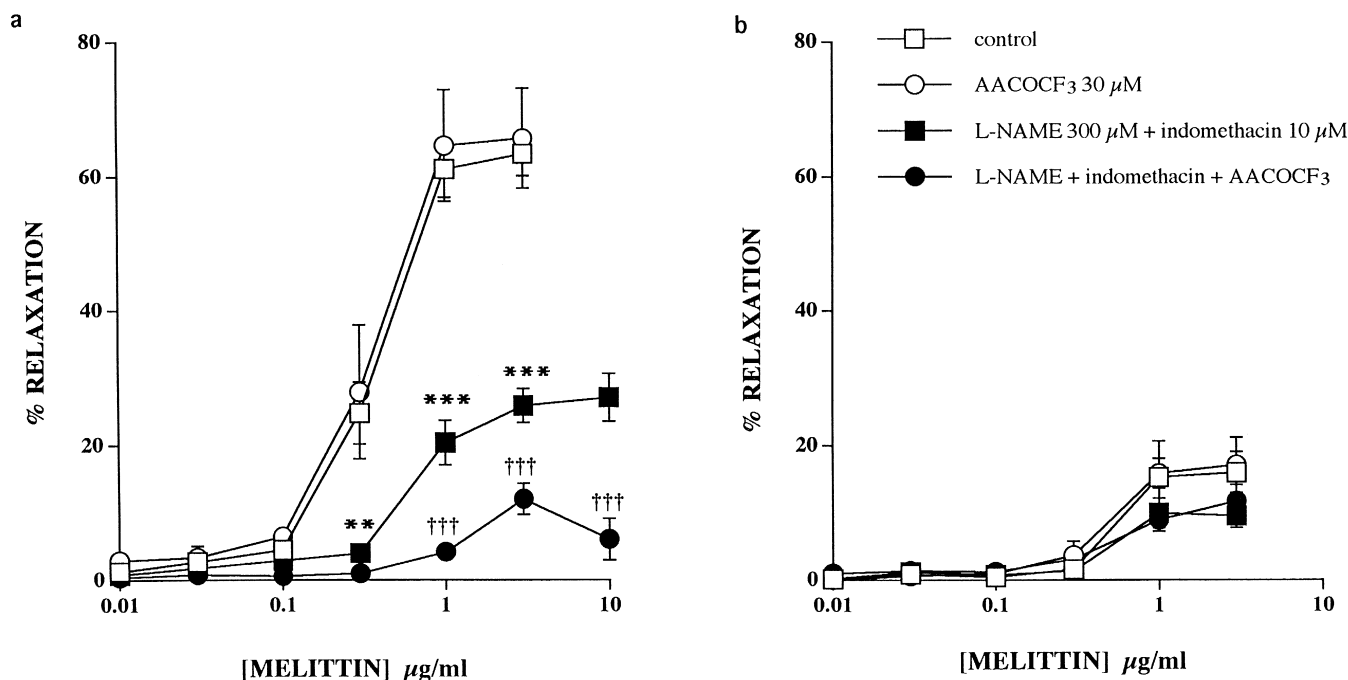 a
80
60
40
20
0
% RELAXATION
***
***
**
†††
†††
†††
0.01 0.1 1 10
[MELITTIN] µg/ml
b
80
60
40
20
0
% RELAXATION
control
AACOCF3 30 µM
L-NAME 300 µM + indomethacin 10 µM
L-NAME + indomethacin + AACOCF3
0.01 0.1 1 10
[MELITTIN] µg/ml